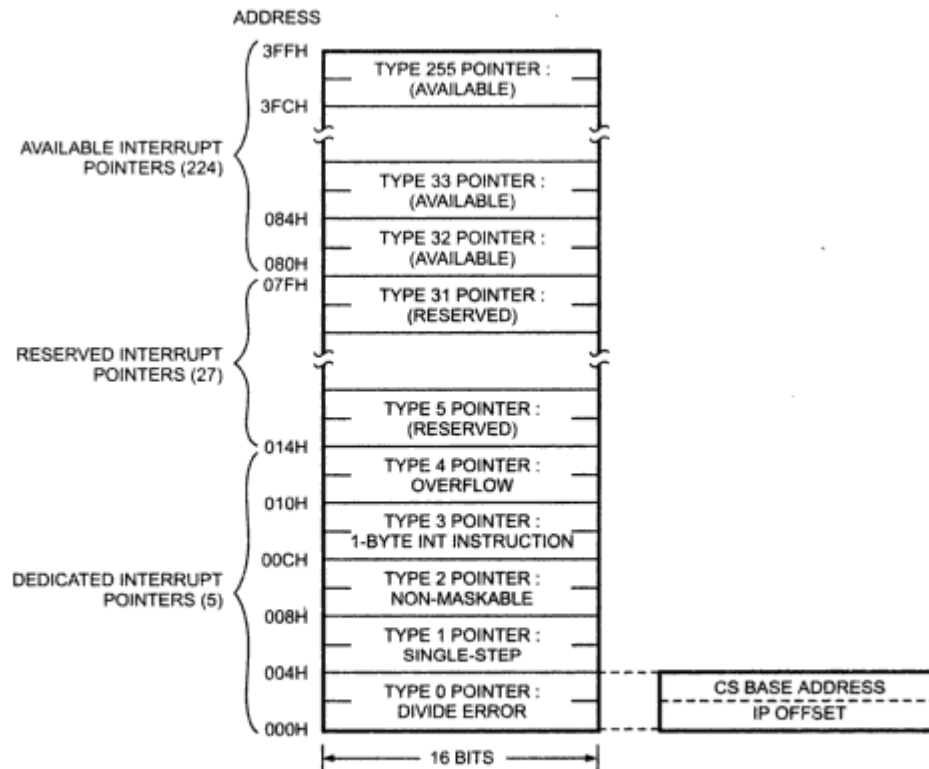 ADDRESS
3FFH
TYPE 255 POINTER :
(AVAILABLE)
3FCH
AVAILABLE INTERRUPT
POINTERS (224)
TYPE 33 POINTER :
(AVAILABLE)
084H
TYPE 32 POINTER :
(AVAILABLE)
080H
07FH
TYPE 31 POINTER :
(RESERVED)
RESERVED INTERRUPT
POINTERS (27)
TYPE 5 POINTER :
(RESERVED)
014H
TYPE 4 POINTER :
OVERFLOW
010H
TYPE 3 POINTER :
1-BYTE INT INSTRUCTION
00CH
DEDICATED INTERRUPT
POINTERS (5)
TYPE 2 POINTER :
NON-MASKABLE
008H
TYPE 1 POINTER :
SINGLE-STEP
004H
CS BASE ADDRESS
TYPE 0 POINTER :
DIVIDE ERROR
IP OFFSET
000H
16 BITS